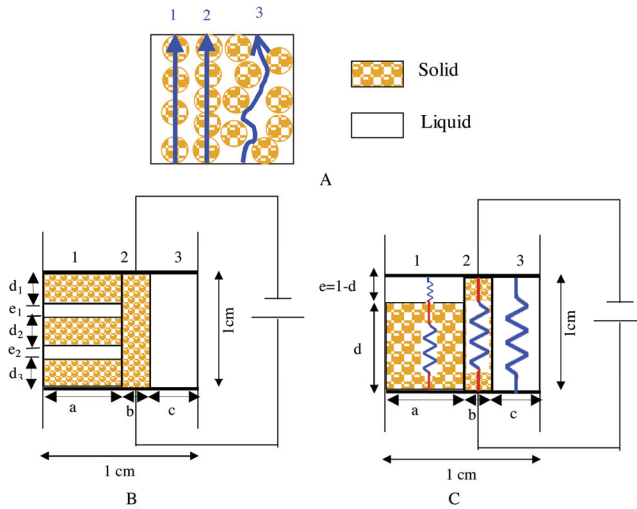 1 2 3
Solid
Liquid
A
1 2 3
d1
e1
d2
e2
d3
1cm
a b c
1 cm
B
1 2 3
e=1-d
d
1cm
a b c
1 cm
C